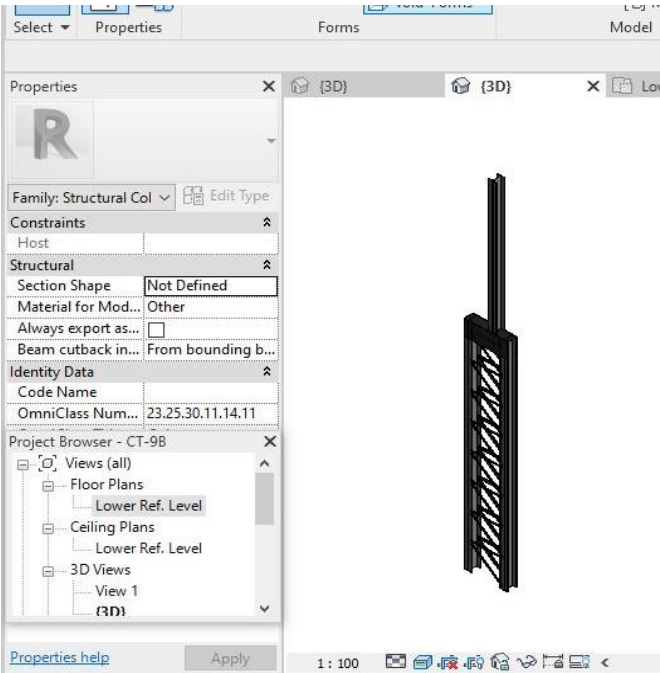 Select ▾ Properties Forms Model
Properties
{3D}
{3D}
Family: Structural Col
Edit Type
Constraints
Host
Structural
Section Shape Not Defined
Material for Mod... Other
Always export as...
Beam cutback in... From bounding b...
Identity Data
Code Name
OmniClass Num... 23.25.30.11.14.11
Project Browser - CT-9B
Views (all)
Floor Plans
Lower Ref. Level
Ceiling Plans
Lower Ref. Level
3D Views
View 1
{3D}
Properties help
Apply
1 : 100